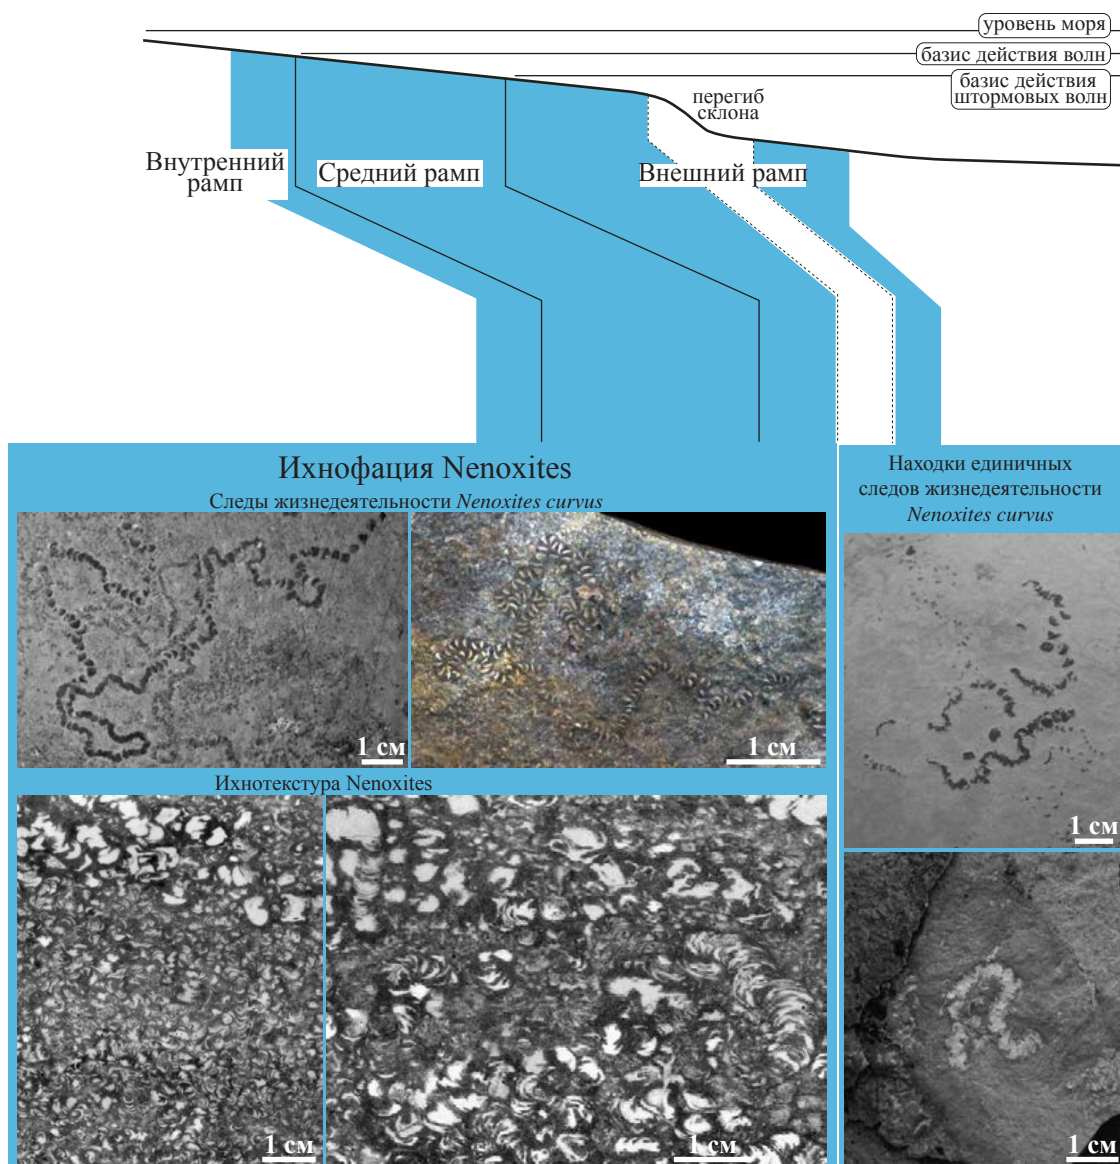 уровень моря
базис действия волн
базис действия
штормовых волн
перегиб
склона
Внутренний
рамп
Средний рамп
Внешний рамп
Ихнофация Nenoxites
Следы жизнедеятельности Nenoxites curvus
1 см
1 см
Ихнотекстура Nenoxites
1 см
1 см
Находки единичных
следов жизнедеятельности
Nenoxites curvus
1 см
1 см